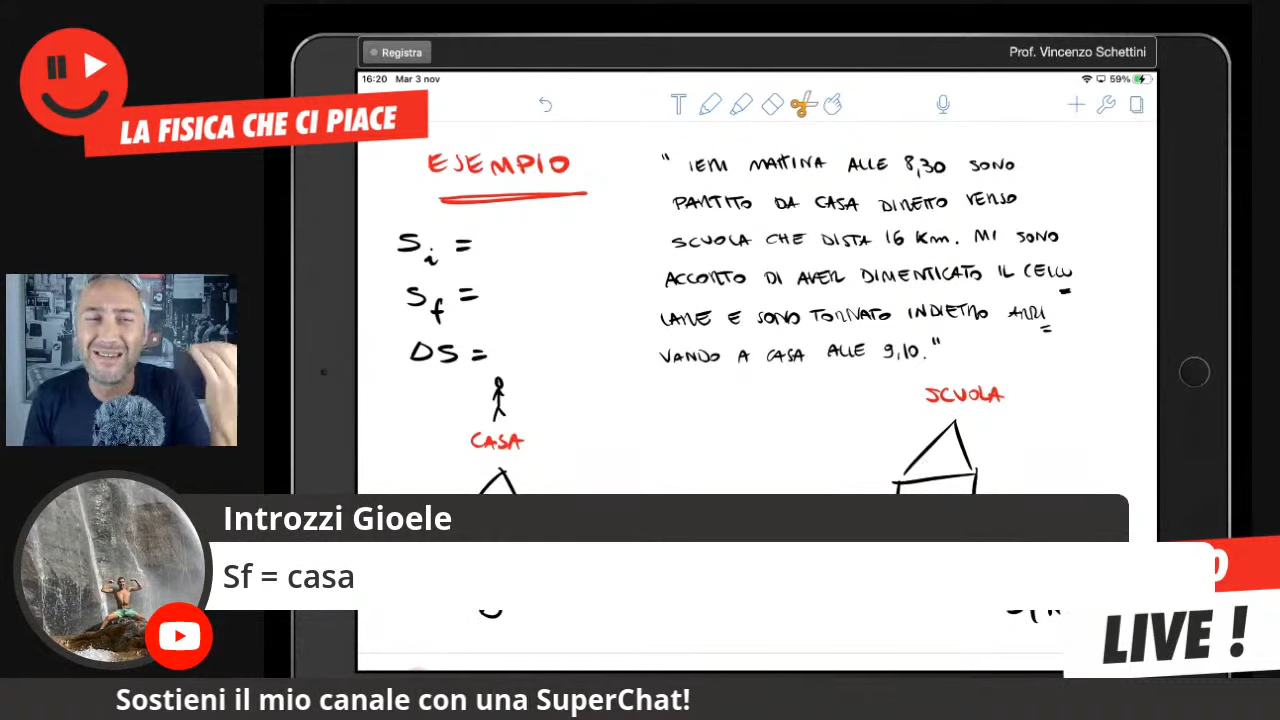 Registra
Prof. Vincenzo Schettini
16:20 Mar 3 nov
59%
LA FISICA CHE CI PIACE
ESEMPIO
Si =
Sf =
DS =
CASA
" IERI MATTINA ALLE 8,30 SONO
PARTITO DA CASA DIRETTO VERSO
SCUOLA CHE DISTA 16 Km. MI SONO
ACCORTO DI AVER DIMENTICATO IL CELLU
LARE E SONO TORNATO INDIETRO ARRI
VANDO A CASA ALLE 9,10. "
SCUOLA
Introzzi Gioele
Sf = casa
LIVE !
Sostieni il mio canale con una SuperChat!